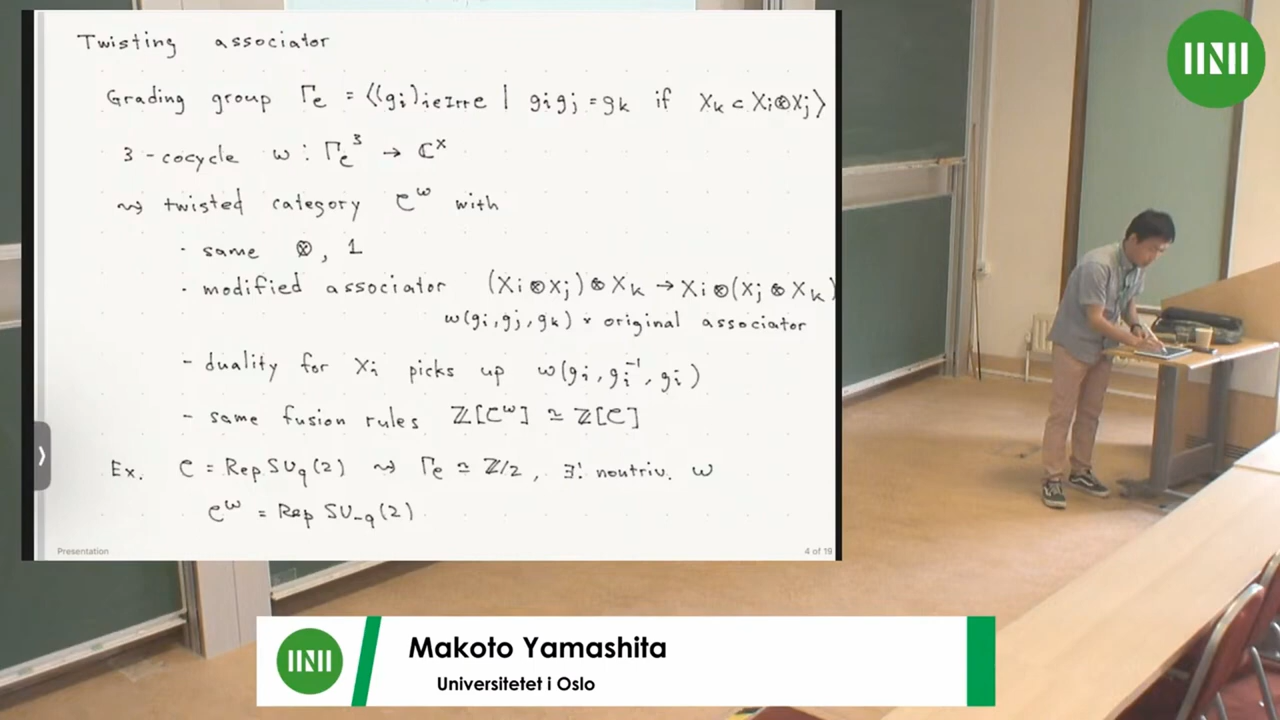 Twisting associator
Grading group Γ_C = ⟨(g_i)_{i∈Irr C} | g_i g_j = g_k if X_k ⊂ X_i⊗X_j⟩
3-cocycle ω : Γ_C^3 → ℂ^×
⇝ twisted category C^ω with
· same ⊗, 1
· modified associator (X_i⊗X_j)⊗X_k → X_i⊗(X_j⊗X_k)
ω(g_i, g_j, g_k) × original associator
- duality for X_i picks up ω(g_i, g_i^{-1}, g_i)
- same fusion rules ℤ[C^ω] ≃ ℤ[C]
Ex. C = Rep SU_q(2) ⇝ Γ_C ≃ ℤ/2, ∃! nontriv. ω
C^ω = Rep SU_{-q}(2)
Presentation
4 of 19
Makoto Yamashita
Universitetet i Oslo